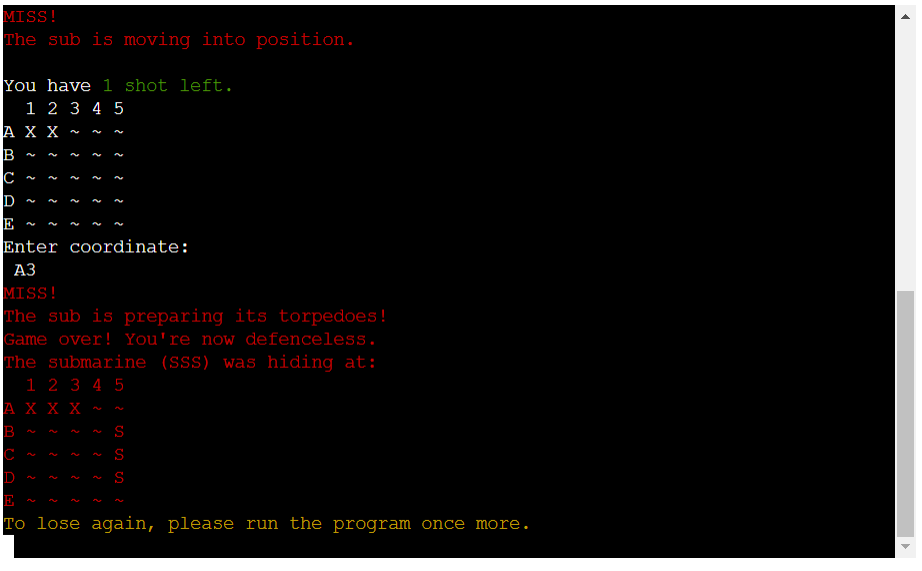 MISS!
The sub is moving into position.
You have 1 shot left.
1 2 3 4 5
A X X ~ ~ ~
B ~ ~ ~ ~ ~
C ~ ~ ~ ~ ~
D ~ ~ ~ ~ ~
E ~ ~ ~ ~ ~
Enter coordinate:
A3
MISS!
The sub is preparing its torpedoes!
Game over! You're now defenceless.
The submarine (SSS) was hiding at:
1 2 3 4 5
A X X X ~ ~
B ~ ~ ~ ~ S
C ~ ~ ~ ~ S
D ~ ~ ~ ~ S
E ~ ~ ~ ~ ~
To lose again, please run the program once more.